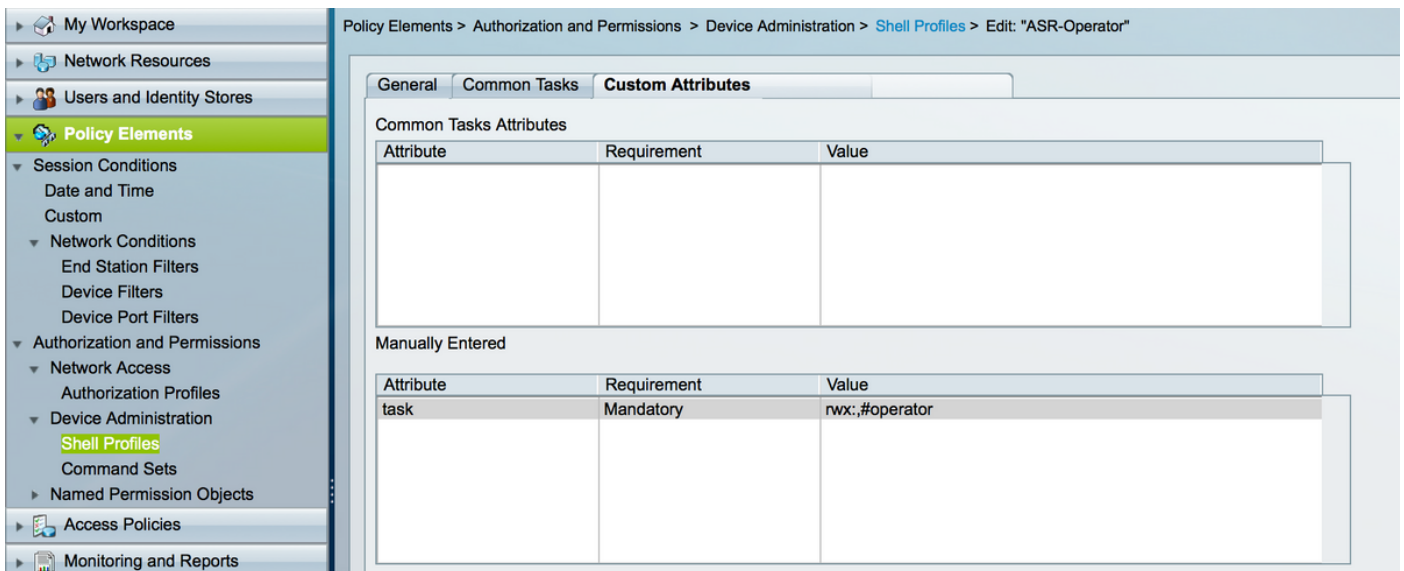 My Workspace
Network Resources
Users and Identity Stores
Policy Elements
Session Conditions
Date and Time
Custom
Network Conditions
End Station Filters
Device Filters
Device Port Filters
Authorization and Permissions
Network Access
Authorization Profiles
Device Administration
Shell Profiles
Command Sets
Named Permission Objects
Access Policies
Monitoring and Reports
Policy Elements > Authorization and Permissions > Device Administration > Shell Profiles > Edit: "ASR-Operator"
General Common Tasks Custom Attributes
Common Tasks Attributes
Attribute Requirement Value
Manually Entered
Attribute Requirement Value
task Mandatory rwx:,#operator